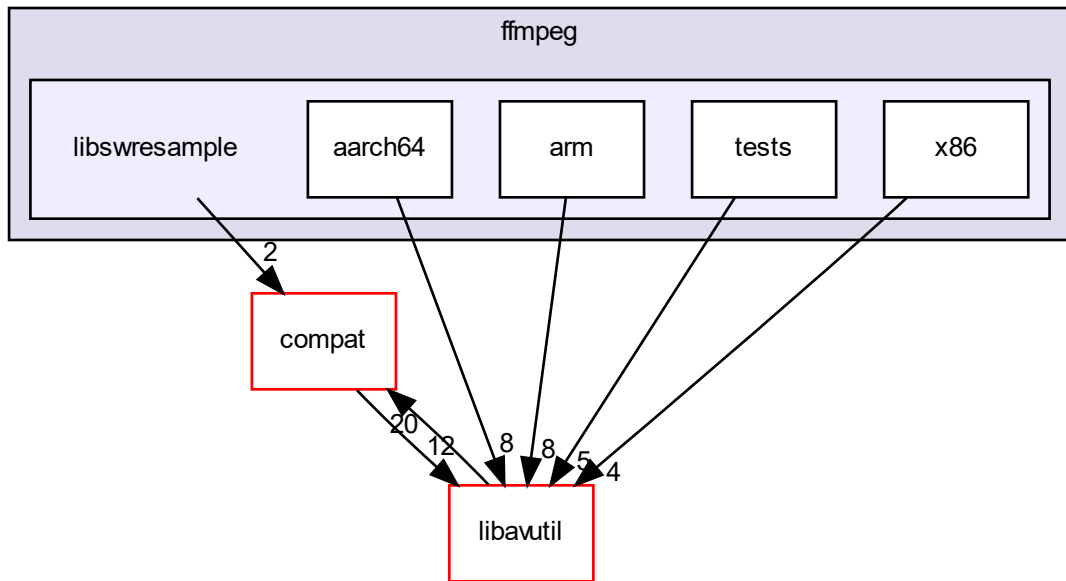 ffmpeg
libswresample
aarch64
arm
tests
x86
2
compat
20
12
8
8
5
4
libavutil